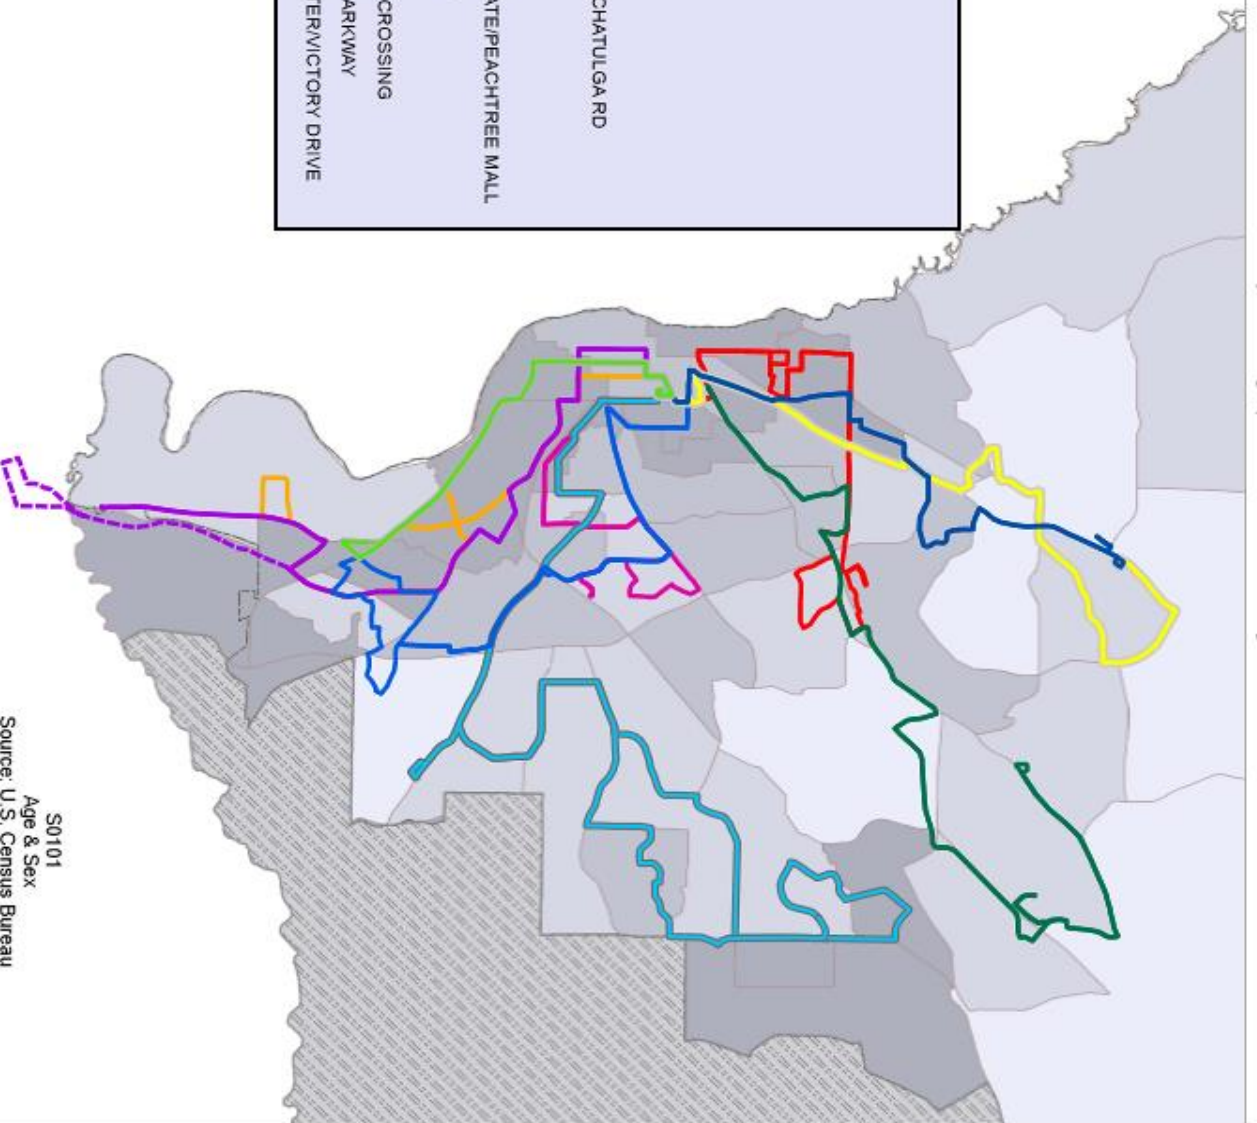 CHATULGA RD
ATE/PEACHTREE MALL
CROSSING
ARKWAY
TER/VICTORY DRIVE
S0101
Age & Sex
Source: U.S. Census Bureau